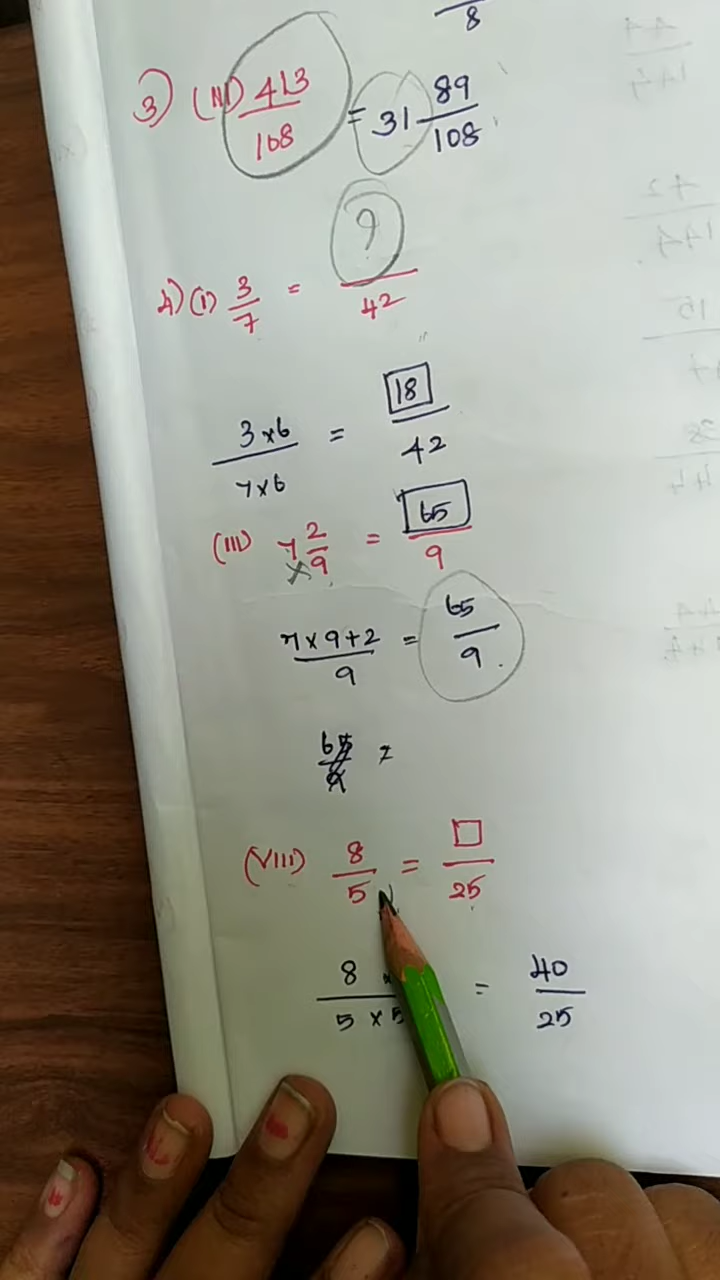 8
3) (III) 413/108 = 31 89/108
?
4) (I) 3/7 = __/42
3×6/7×6 = 18/42
(III) 7 2/9 = 65/9
7×9+2/9 = 65/9
65/9 =
(VIII) 8/5 = □/25
8 ×/5×5 = 40/25